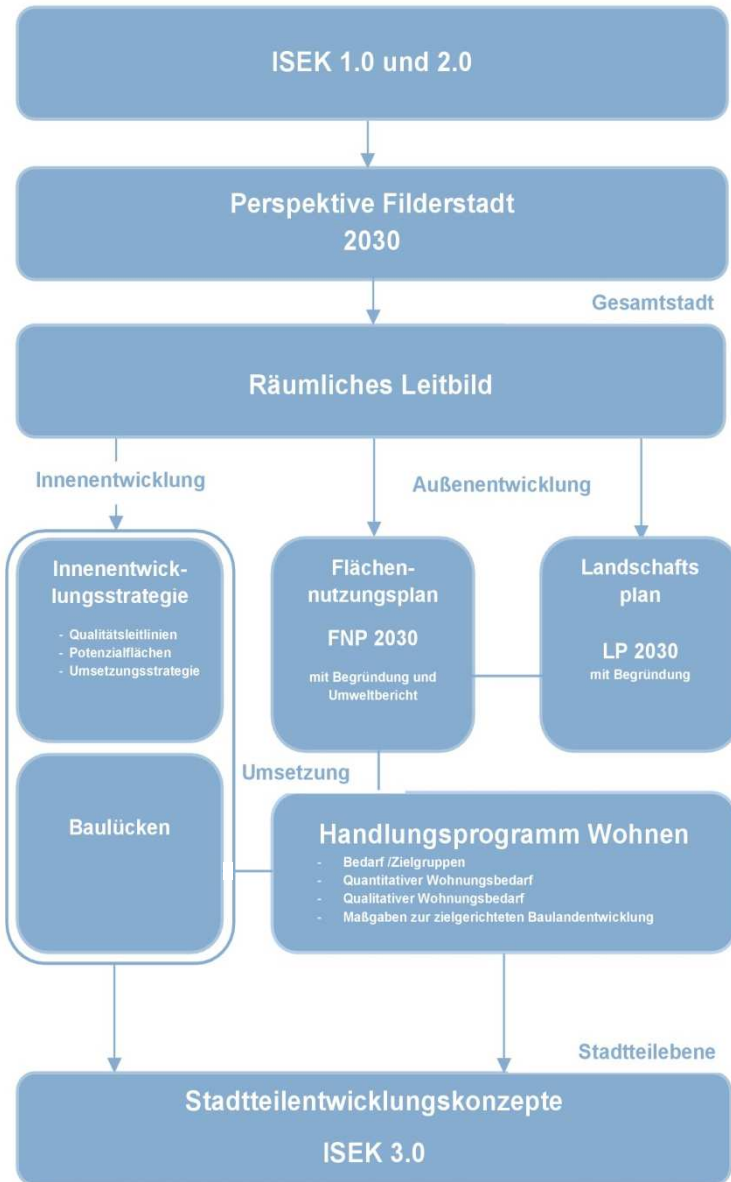 ISEK 1.0 und 2.0
Perspektive Filderstadt
2030
Gesamtstadt
Räumliches Leitbild
Innenentwicklung
Außenentwicklung
Innenentwick-
lungsstrategie
- Qualitätsleitlinien
- Potenzialflächen
- Umsetzungsstrategie
Flächen-
nutzungsplan
FNP 2030
mit Begründung und
Umweltbericht
Landschafts
plan
LP 2030
mit Begründung
Umsetzung
Baulücken
Handlungsprogramm Wohnen
- Bedarf /Zielgruppen
- Quantitativer Wohnungsbedarf
- Qualitativer Wohnungsbedarf
- Maßgaben zur zielgerichteten Baulandentwicklung
Stadtteilebene
Stadtteilentwicklungskonzepte
ISEK 3.0